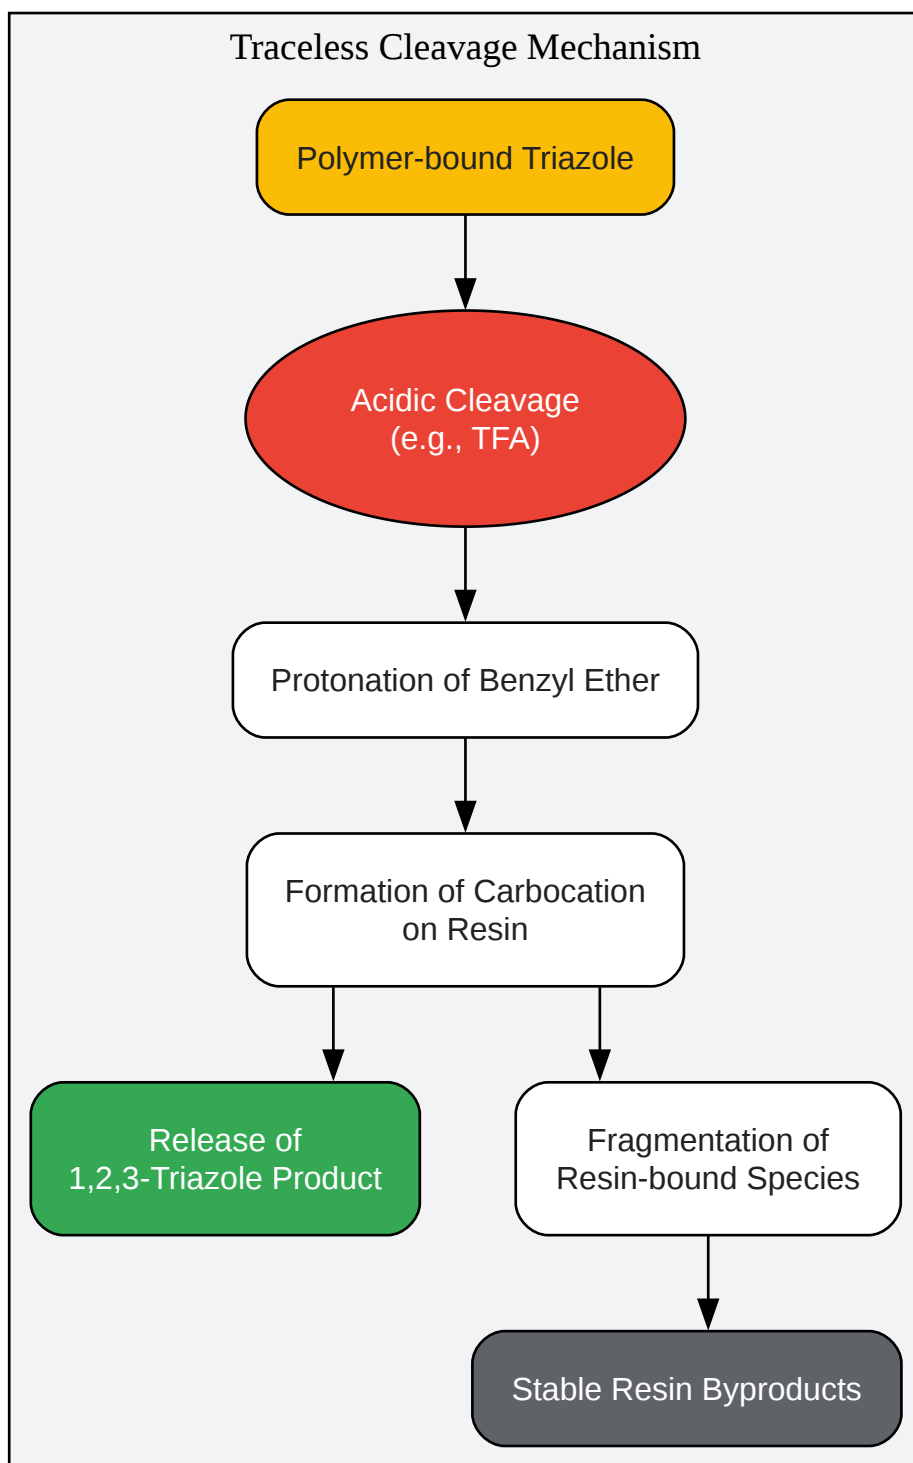 Traceless Cleavage Mechanism
Polymer-bound Triazole
Acidic Cleavage
(e.g., TFA)
Protonation of Benzyl Ether
Formation of Carbocation
on Resin
Release of
1,2,3-Triazole Product
Fragmentation of
Resin-bound Species
Stable Resin Byproducts